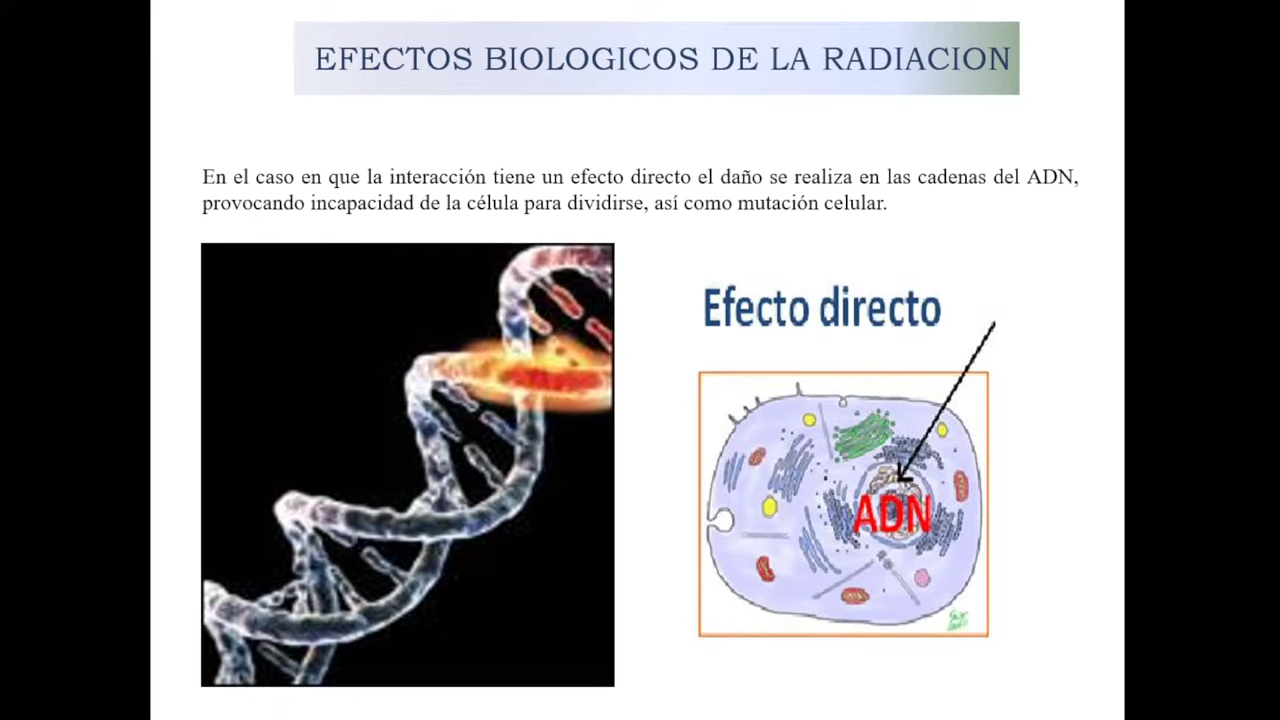 EFECTOS BIOLOGICOS DE LA RADIACION
En el caso en que la interacción tiene un efecto directo el daño se realiza en las cadenas del ADN,
provocando incapacidad de la célula para dividirse, así como mutación celular.
Efecto directo
ADN